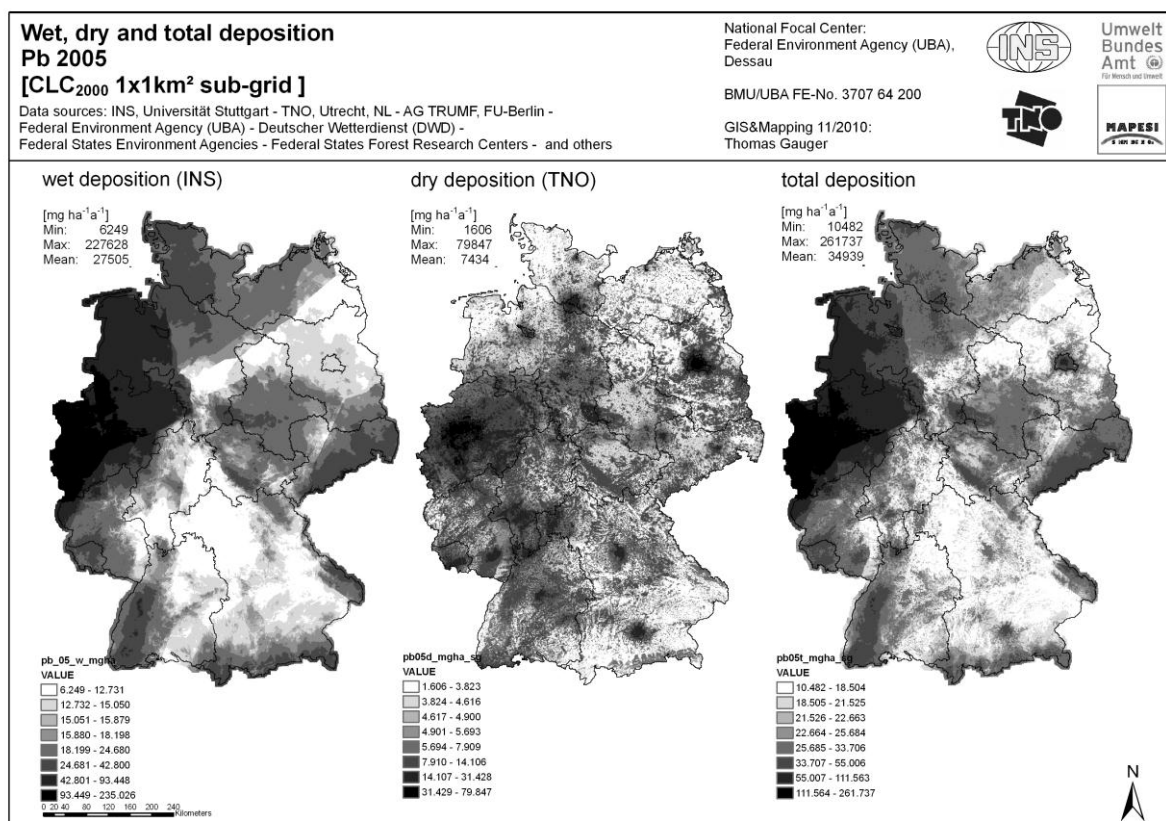 Wet, dry and total deposition
Pb 2005
[CLC2000 1x1km² sub-grid ]
Data sources: INS, Universität Stuttgart - TNO, Utrecht, NL - AG TRUMF, FU-Berlin -
Federal Environment Agency (UBA) - Deutscher Wetterdienst (DWD) -
Federal States Environment Agencies - Federal States Forest Research Centers - and others
National Focal Center:
Federal Environment Agency (UBA),
Dessau
BMU/UBA FE-No. 3707 64 200
GIS&Mapping 11/2010:
Thomas Gauger
INS
Umwelt
Bundes
Amt
Für Mensch und Umwelt
TNO
MAPESI
wet deposition (INS)
[mg ha⁻¹a⁻¹]
Min: 6249
Max: 227628
Mean: 27505
dry deposition (TNO)
[mg ha⁻¹a⁻¹]
Min: 1606
Max: 79847
Mean: 7434
total deposition
[mg ha⁻¹a⁻¹]
Min: 10482
Max: 261737
Mean: 34939
pb_05_w_mgha
VALUE
6.249 - 12.731
12.732 - 15.050
15.051 - 15.879
15.880 - 18.198
18.199 - 24.680
24.681 - 42.800
42.801 - 93.448
93.449 - 235.026
0 20 40 80 120 160 200 240
Kilometers
pb05d_mgha_sg
VALUE
1.606 - 3.823
3.824 - 4.616
4.617 - 4.900
4.901 - 5.693
5.694 - 7.909
7.910 - 14.106
14.107 - 31.428
31.429 - 79.847
pb05t_mgha_sg
VALUE
10.482 - 18.504
18.505 - 21.525
21.526 - 22.663
22.664 - 25.684
25.685 - 33.706
33.707 - 55.006
55.007 - 111.563
111.564 - 261.737
N